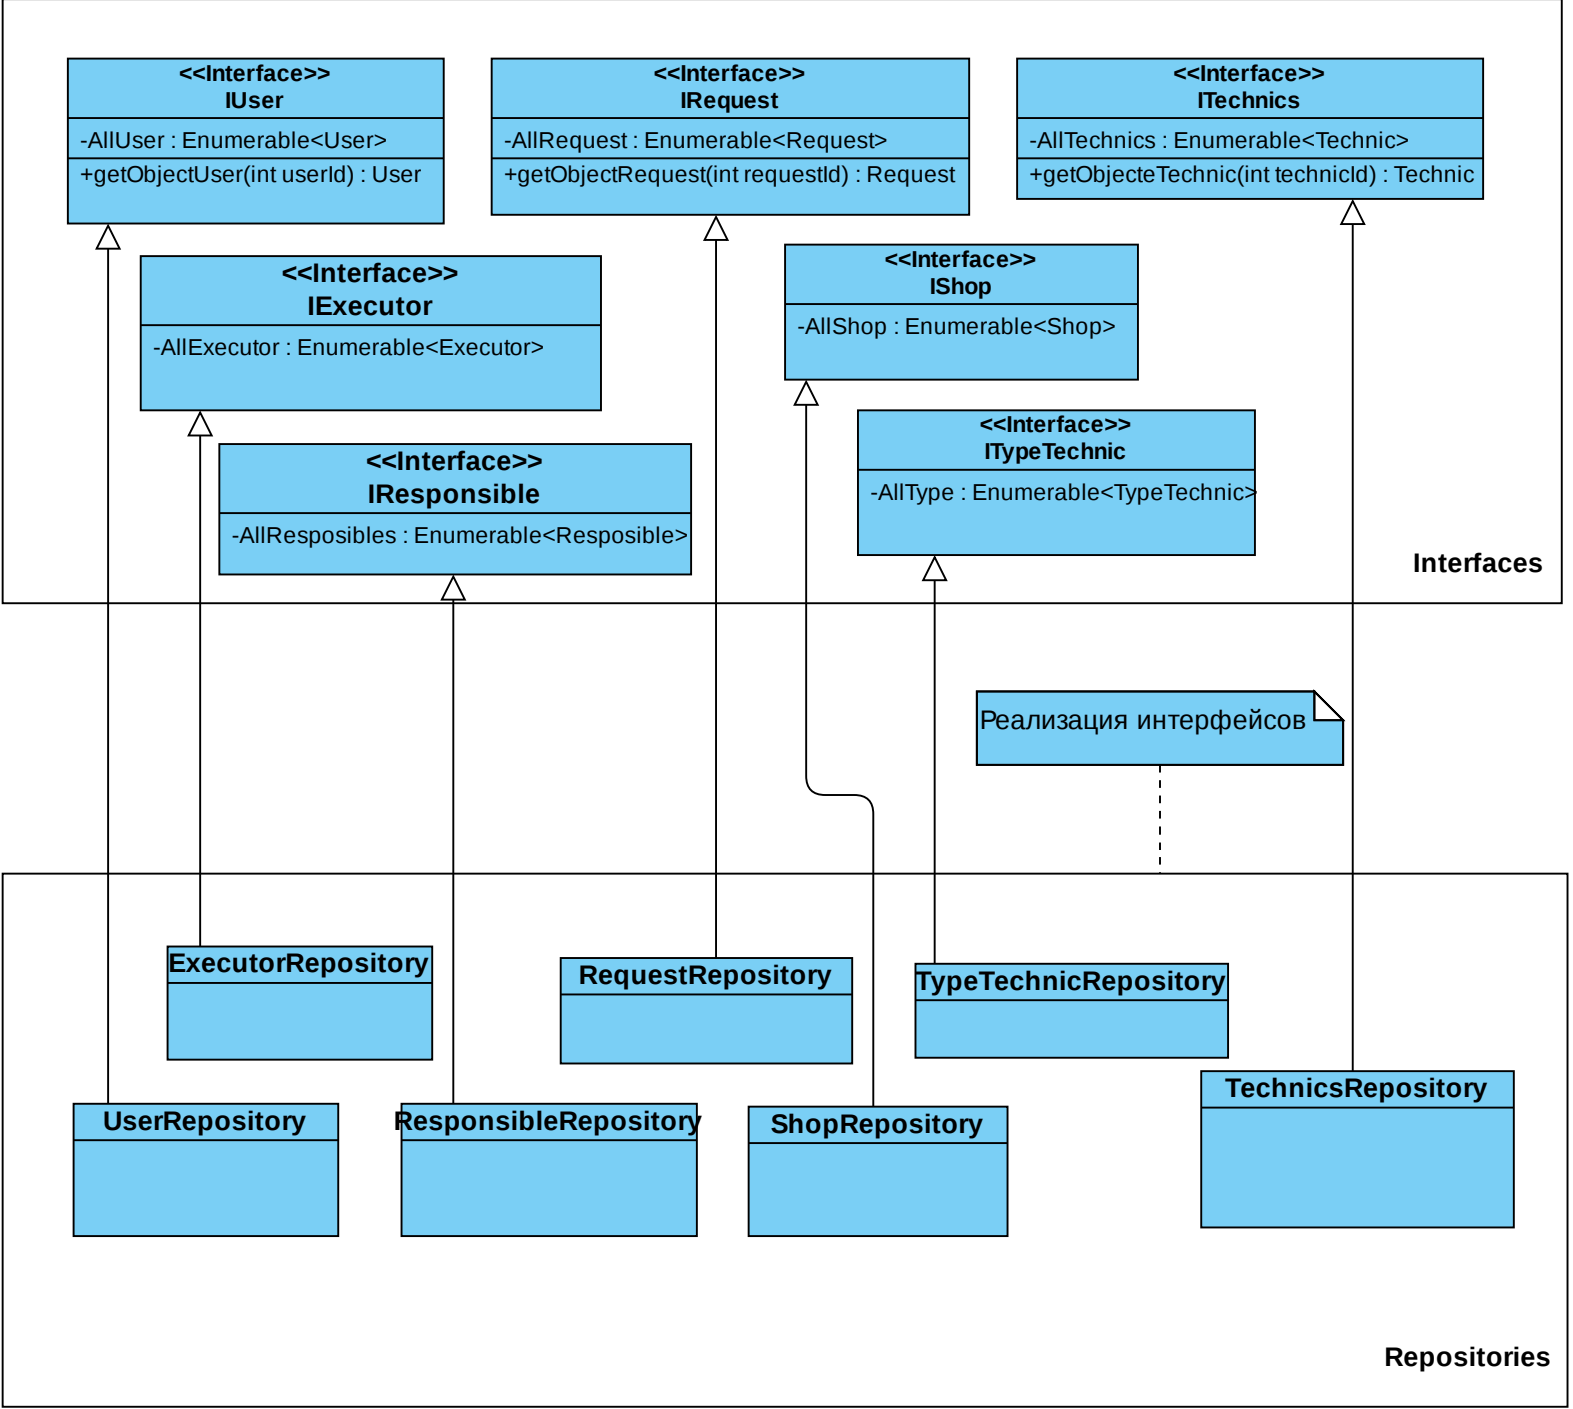 <<Interface>>
IUser
-AllUser : Enumerable<User>
+getObjectUser(int userId) : User
<<Interface>>
IRequest
-AllRequest : Enumerable<Request>
+getObjectRequest(int requestId) : Request
<<Interface>>
ITechnics
-AllTechnics : Enumerable<Technic>
+getObjecteTechnic(int technicId) : Technic
<<Interface>>
IExecutor
-AllExecutor : Enumerable<Executor>
<<Interface>>
IShop
-AllShop : Enumerable<Shop>
<<Interface>>
IResponsible
-AllResposibles : Enumerable<Resposible>
<<Interface>>
ITypeTechnic
-AllType : Enumerable<TypeTechnic>
Interfaces
Реализация интерфейсов
ExecutorRepository
RequestRepository
TypeTechnicRepository
UserRepository
ResponsibleRepository
ShopRepository
TechnicsRepository
Repositories